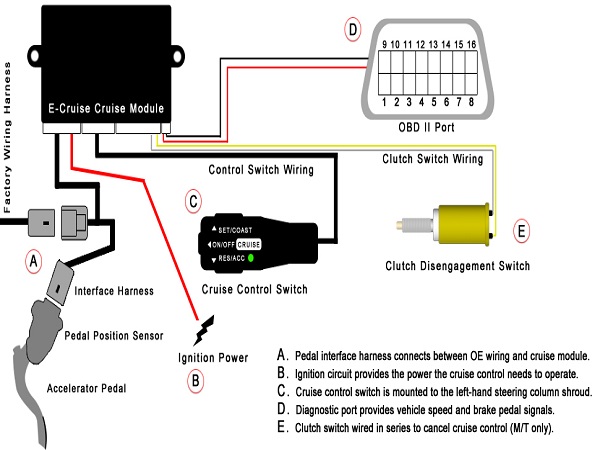 D
9 10 11 12 13 14 15 16
1 2 3 4 5 6 7 8
OBD II Port
E-Cruise Cruise Module
Factory Wiring Harness
Control Switch Wiring
Clutch Switch Wiring
C
▲ SET/COAST
◀ON/OFF CRUISE
▼ RES/ACC
Cruise Control Switch
E
Clutch Disengagement Switch
A
Interface Harness
Pedal Position Sensor
Accelerator Pedal
Ignition Power
B
A. Pedal interface harness connects between OE wiring and cruise module.
B. Ignition circuit provides the power the cruise control needs to operate.
C. Cruise control switch is mounted to the left-hand steering column shroud.
D. Diagnostic port provides vehicle speed and brake pedal signals.
E. Clutch switch wired in series to cancel cruise control (M/T only).